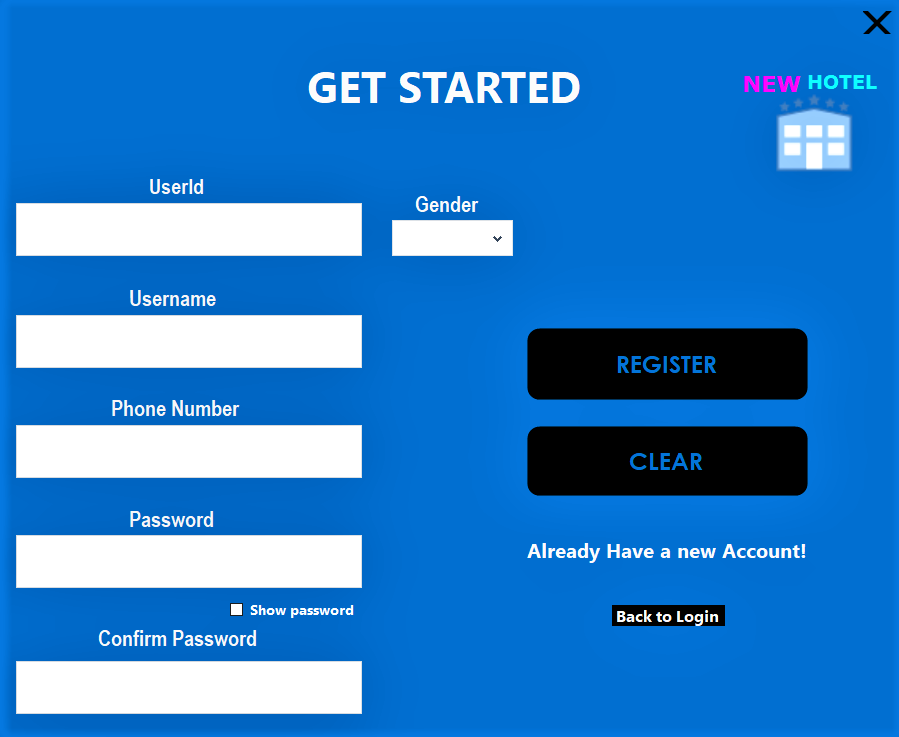 GET STARTED
NEW HOTEL
UserId
Gender
Username
Phone Number
Password
Show password
Confirm Password
REGISTER
CLEAR
Already Have a new Account!
Back to Login